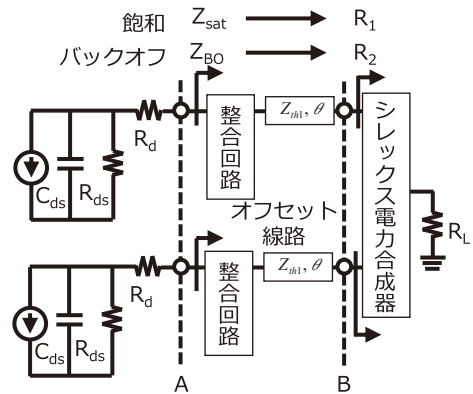 飽和 Zsat R1
バックオフ ZBO R2
Rd
整合回路
Zth1, θ
シレックス電力合成器
Cds
Rds
RL
オフセット
線路
Rd
整合回路
Zth1, θ
Cds
Rds
A
B